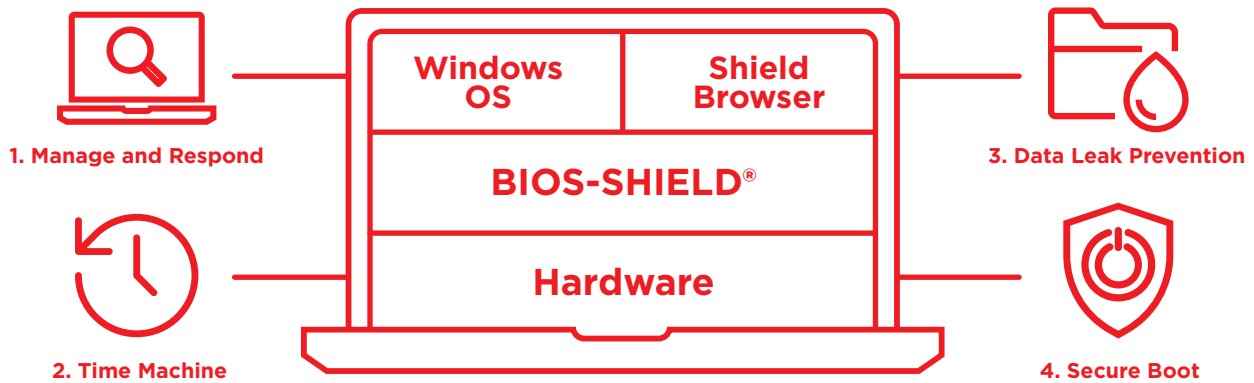 Windows
OS
Shield
Browser
1. Manage and Respond
3. Data Leak Prevention
BIOS-SHIELD®
Hardware
2. Time Machine
4. Secure Boot